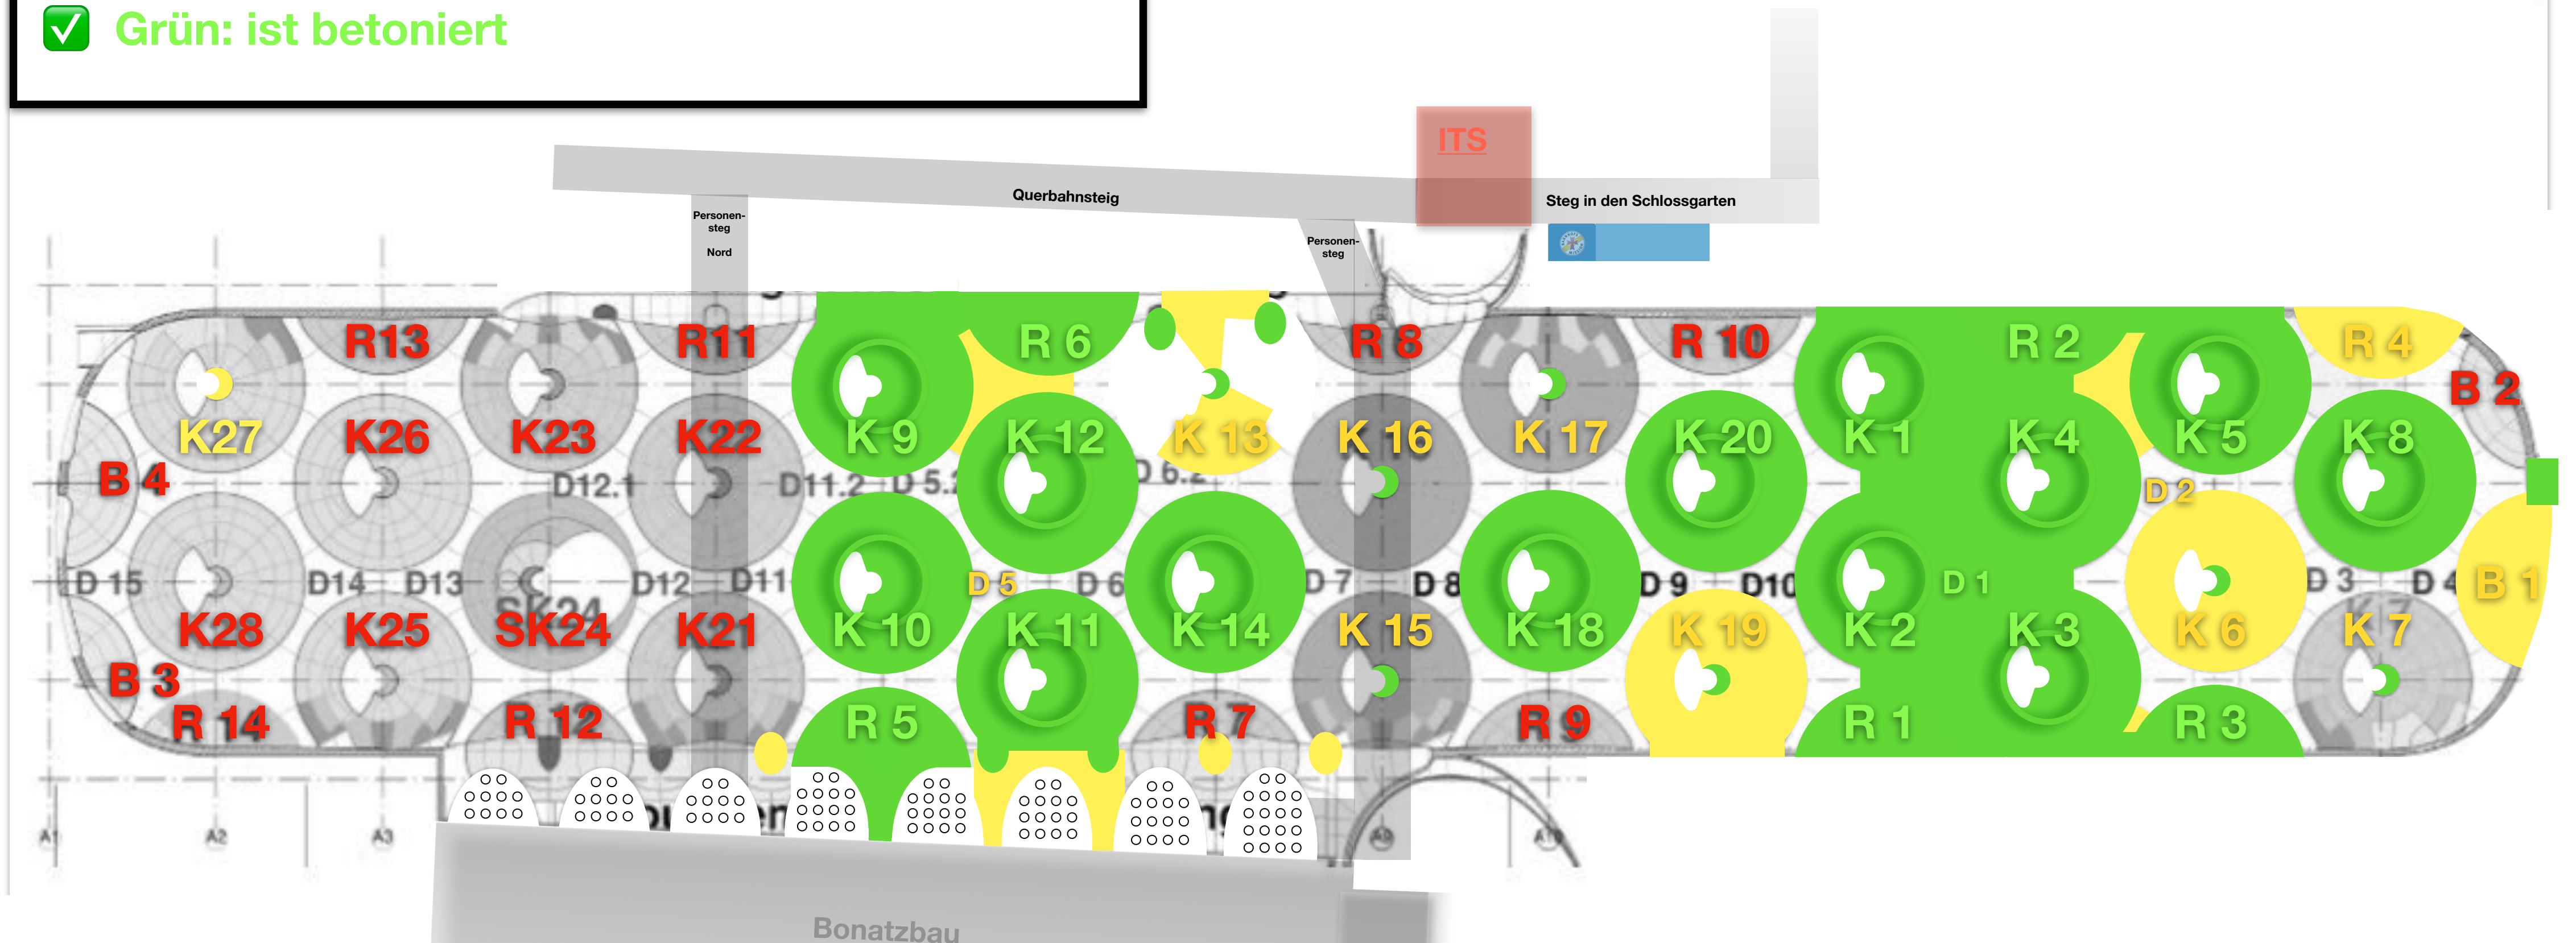 Grün: ist betoniert
ITS
Querbahnsteig
Steg in den Schlossgarten
Personen-
steg
Nord
Personen-
steg
R13
R11
R 6
R 8
R 10
R 2
R 4
B 2
K27
K26
K23
K22
K 9
K 12
K 13
K 16
K 17
K 20
K 1
K 4
K 5
K 8
B 4
D12.1
D11.2
D 5.2
D 6.2
D 2
D 15
D14
D13
D12
D11
D 5
D 6
D 7
D 8
D 9
D10
D 1
D 3
D 4
B 1
K28
K25
SK24
SK24
K21
K 10
K 11
K 14
K 15
K 18
K 19
K 2
K 3
K 6
K 7
B 3
R 14
R 12
R 5
R 7
R 9
R 1
R 3
A1
A2
A3
A9
A10
Bonatzbau